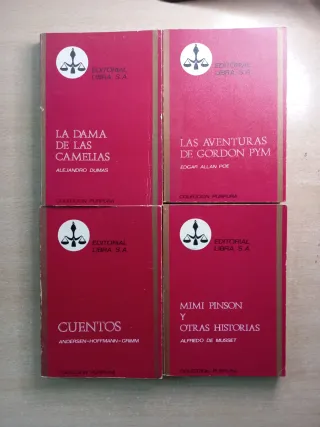 EDITORIAL
LIBRA, S.A.
LA DAMA
DE LAS
CAMELIAS
ALEJANDRO DUMAS
COLECCION PURPURA
EDITORIAL
LIBRA, S.A.
LAS AVENTURAS
DE GORDON PYM
EDGAR ALLAN POE
COLECCION PURPURA
EDITORIAL
LIBRA, S.A.
CUENTOS
ANDERSEN-HOFFMANN-GRIMM
COLECCION PURPURA
EDITORIAL
LIBRA, S.A.
MIMI PINSON
Y
OTRAS HISTORIAS
ALFREDO DE MUSSET
COLECCION PURPURA